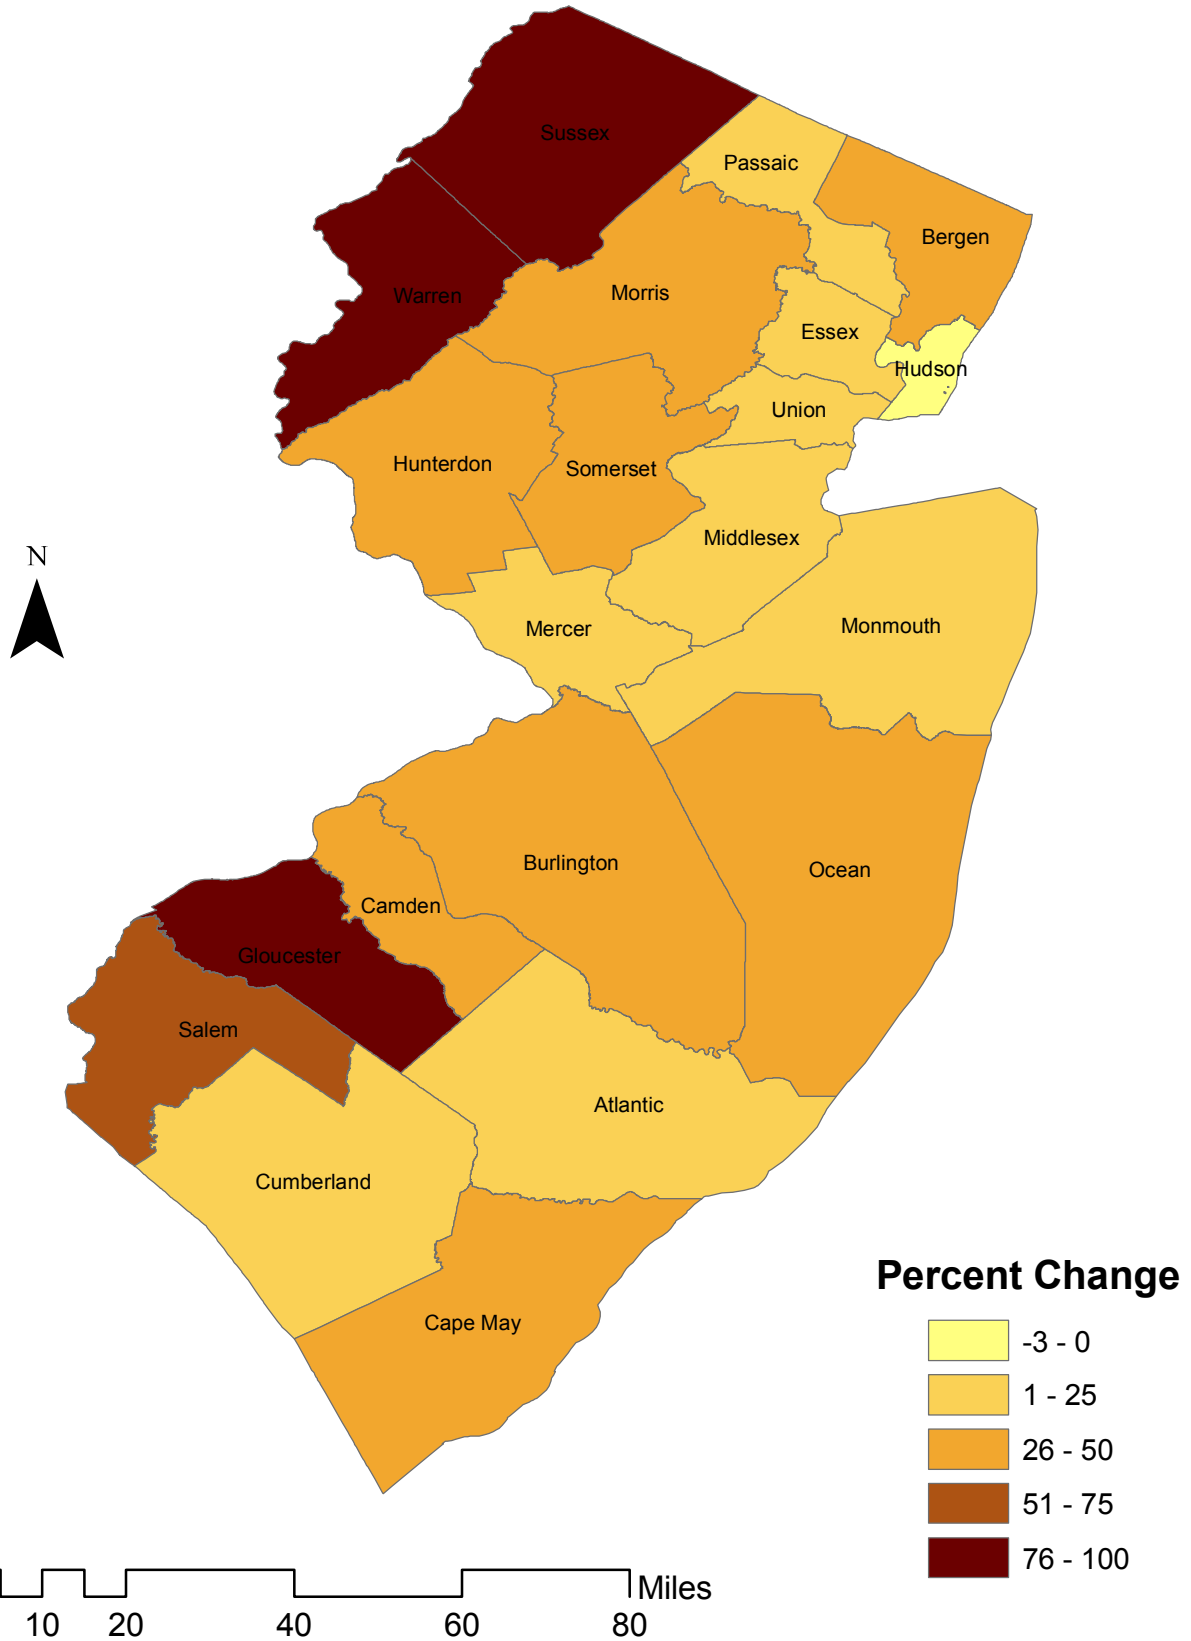 Sussex
Passaic
Bergen
Warren
Morris
Essex
Hudson
Union
Hunterdon
Somerset
Middlesex
N
Mercer
Monmouth
Burlington
Ocean
Camden
Gloucester
Salem
Atlantic
Cumberland
Cape May
Percent Change
-3 - 0
1 - 25
26 - 50
51 - 75
76 - 100
Miles
10 20 40 60 80